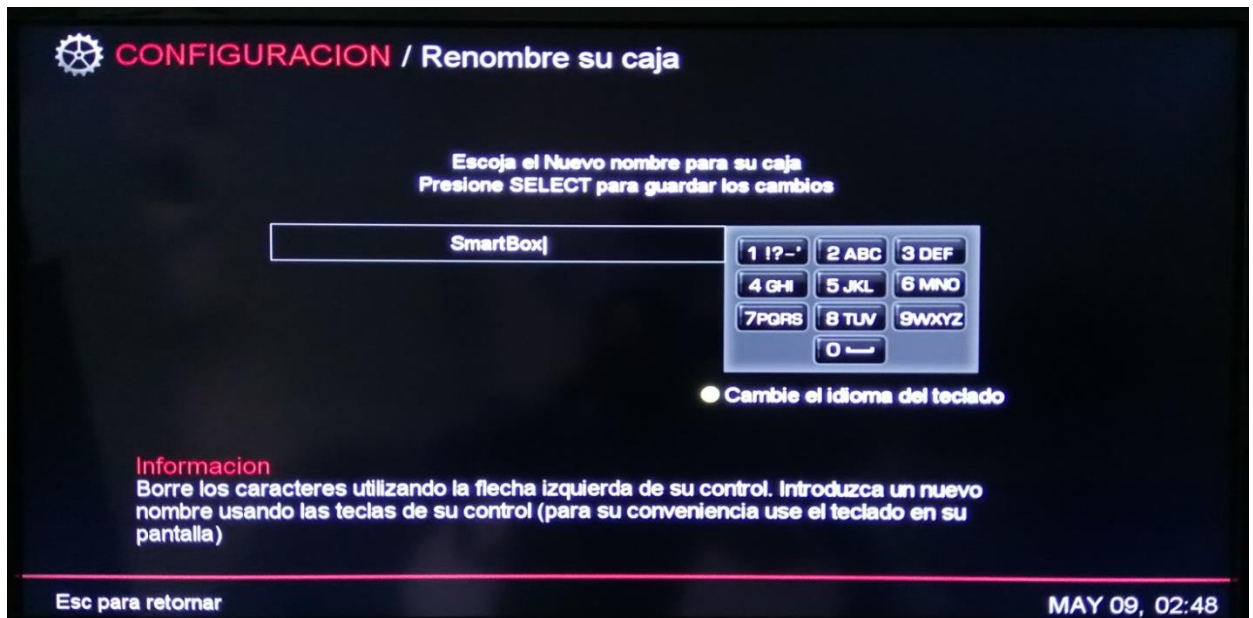 CONFIGURACION / Renombre su caja
Escoja el Nuevo nombre para su caja
Presione SELECT para guardar los cambios
SmartBox
1 !?-' 2 ABC 3 DEF
4 GHI 5 JKL 6 MNO
7PQRS 8 TUV 9WXYZ
0
Cambie el idioma del teclado
Informacion
Borre los caracteres utilizando la flecha izquierda de su control. Introduzca un nuevo
nombre usando las teclas de su control (para su conveniencia use el teclado en su
pantalla)
Esc para retornar
MAY 09, 02:48